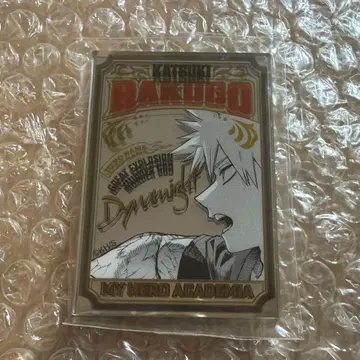 KATSUKI
BAKUGO
HERO NAME
GREAT EXPLOSION
MURDER GOD
Dynamight
MY HERO ACADEMIA